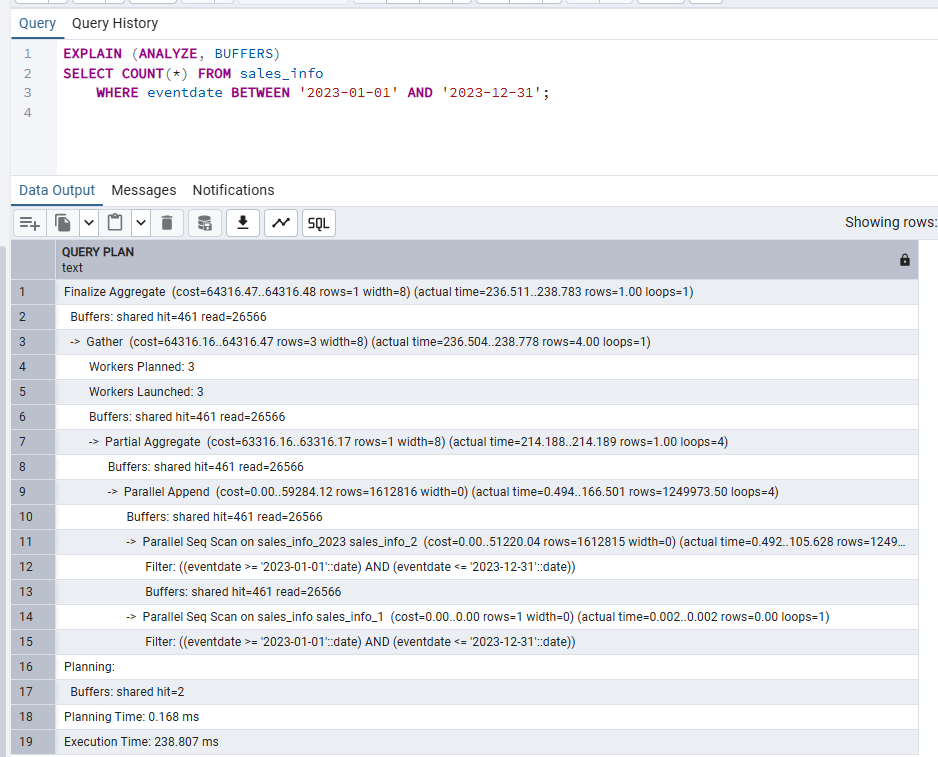 Query Query History
1 EXPLAIN (ANALYZE, BUFFERS)
2 SELECT COUNT(*) FROM sales_info
3 WHERE eventdate BETWEEN '2023-01-01' AND '2023-12-31';
4
Data Output Messages Notifications
SQL Showing rows:
QUERY PLAN
text
1 Finalize Aggregate (cost=64316.47..64316.48 rows=1 width=8) (actual time=236.511..238.783 rows=1.00 loops=1)
2 Buffers: shared hit=461 read=26566
3 -> Gather (cost=64316.16..64316.47 rows=3 width=8) (actual time=236.504..238.778 rows=4.00 loops=1)
4 Workers Planned: 3
5 Workers Launched: 3
6 Buffers: shared hit=461 read=26566
7 -> Partial Aggregate (cost=63316.16..63316.17 rows=1 width=8) (actual time=214.188..214.189 rows=1.00 loops=4)
8 Buffers: shared hit=461 read=26566
9 -> Parallel Append (cost=0.00..59284.12 rows=1612816 width=0) (actual time=0.494..166.501 rows=1249973.50 loops=4)
10 Buffers: shared hit=461 read=26566
11 -> Parallel Seq Scan on sales_info_2023 sales_info_2 (cost=0.00..51220.04 rows=1612815 width=0) (actual time=0.492..105.628 rows=1249...
12 Filter: ((eventdate >= '2023-01-01'::date) AND (eventdate <= '2023-12-31'::date))
13 Buffers: shared hit=461 read=26566
14 -> Parallel Seq Scan on sales_info sales_info_1 (cost=0.00..0.00 rows=1 width=0) (actual time=0.002..0.002 rows=0.00 loops=1)
15 Filter: ((eventdate >= '2023-01-01'::date) AND (eventdate <= '2023-12-31'::date))
16 Planning:
17 Buffers: shared hit=2
18 Planning Time: 0.168 ms
19 Execution Time: 238.807 ms